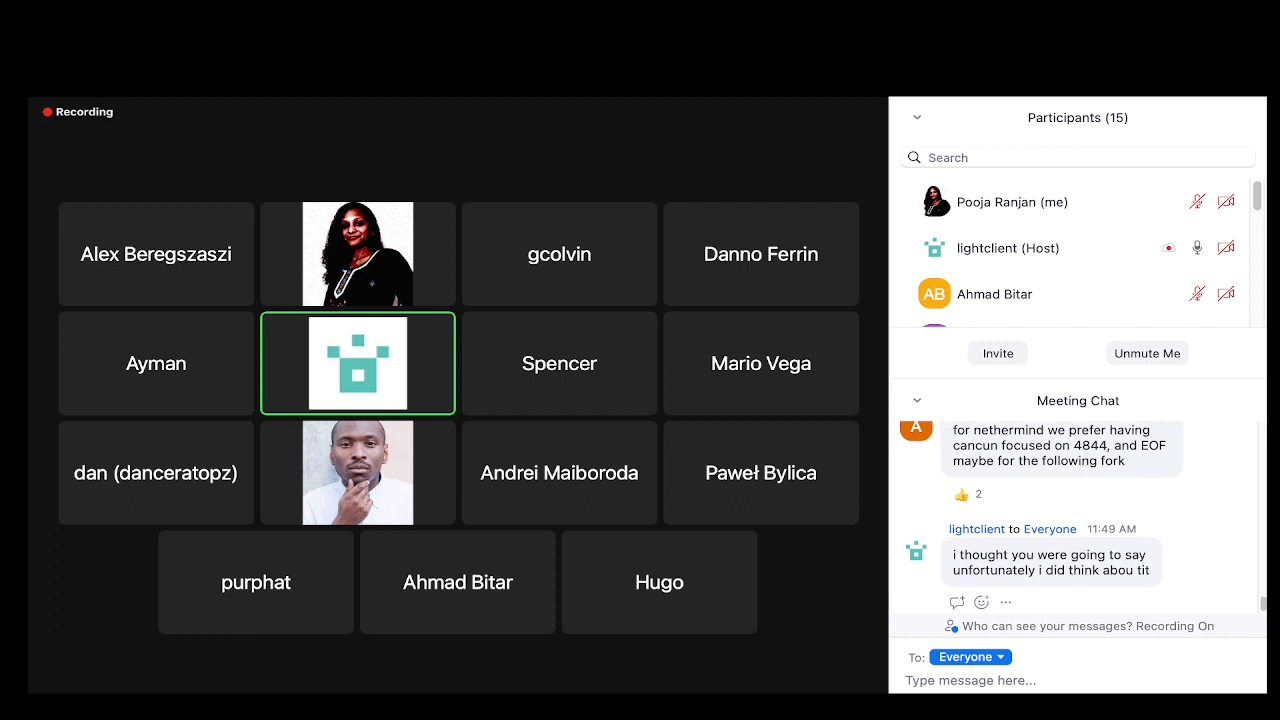 Recording
Alex Beregszaszi
gcolvin
Danno Ferrin
Ayman
Spencer
Mario Vega
dan (danceratopz)
Andrei Maiboroda
Paweł Bylica
purphat
Ahmad Bitar
Hugo
Participants (15)
Search
Pooja Ranjan (me)
lightclient (Host)
AB Ahmad Bitar
Invite
Unmute Me
Meeting Chat
A
for nethermind we prefer having
cancun focused on 4844, and EOF
maybe for the following fork
👍 2
lightclient to Everyone 11:49 AM
i thought you were going to say
unfortunately i did think abou tit
Who can see your messages? Recording On
To: Everyone
Type message here...